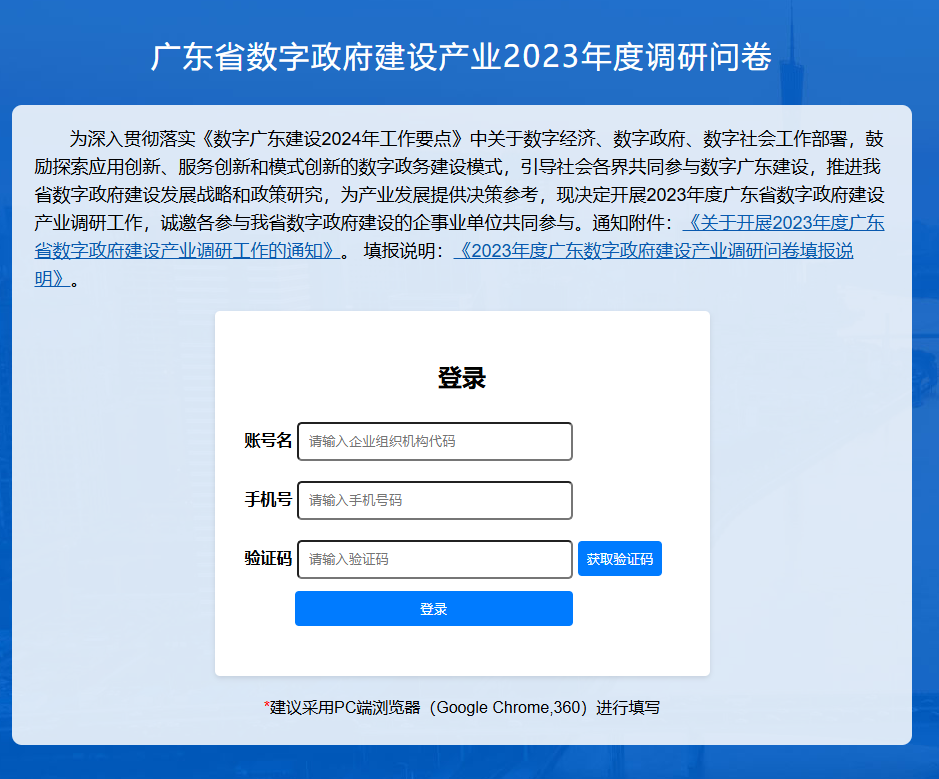 广东省数字政府建设产业2023年度调研问卷
为深入贯彻落实《数字广东建设2024年工作要点》中关于数字经济、数字政府、数字社会工作部署，鼓
励探索应用创新、服务创新和模式创新的数字政务建设模式，引导社会各界共同参与数字广东建设，推进我
省数字政府建设发展战略和政策研究，为产业发展提供决策参考，现决定开展2023年度广东省数字政府建设
产业调研工作，诚邀各参与我省数字政府建设的企事业单位共同参与。通知附件：《关于开展2023年度广东
省数字政府建设产业调研工作的通知》。 填报说明：《2023年度广东数字政府建设产业调研问卷填报说
明》。
登录
账号名 请输入企业组织机构代码
手机号 请输入手机号码
验证码 请输入验证码 获取验证码
登录
*建议采用PC端浏览器（Google Chrome,360）进行填写